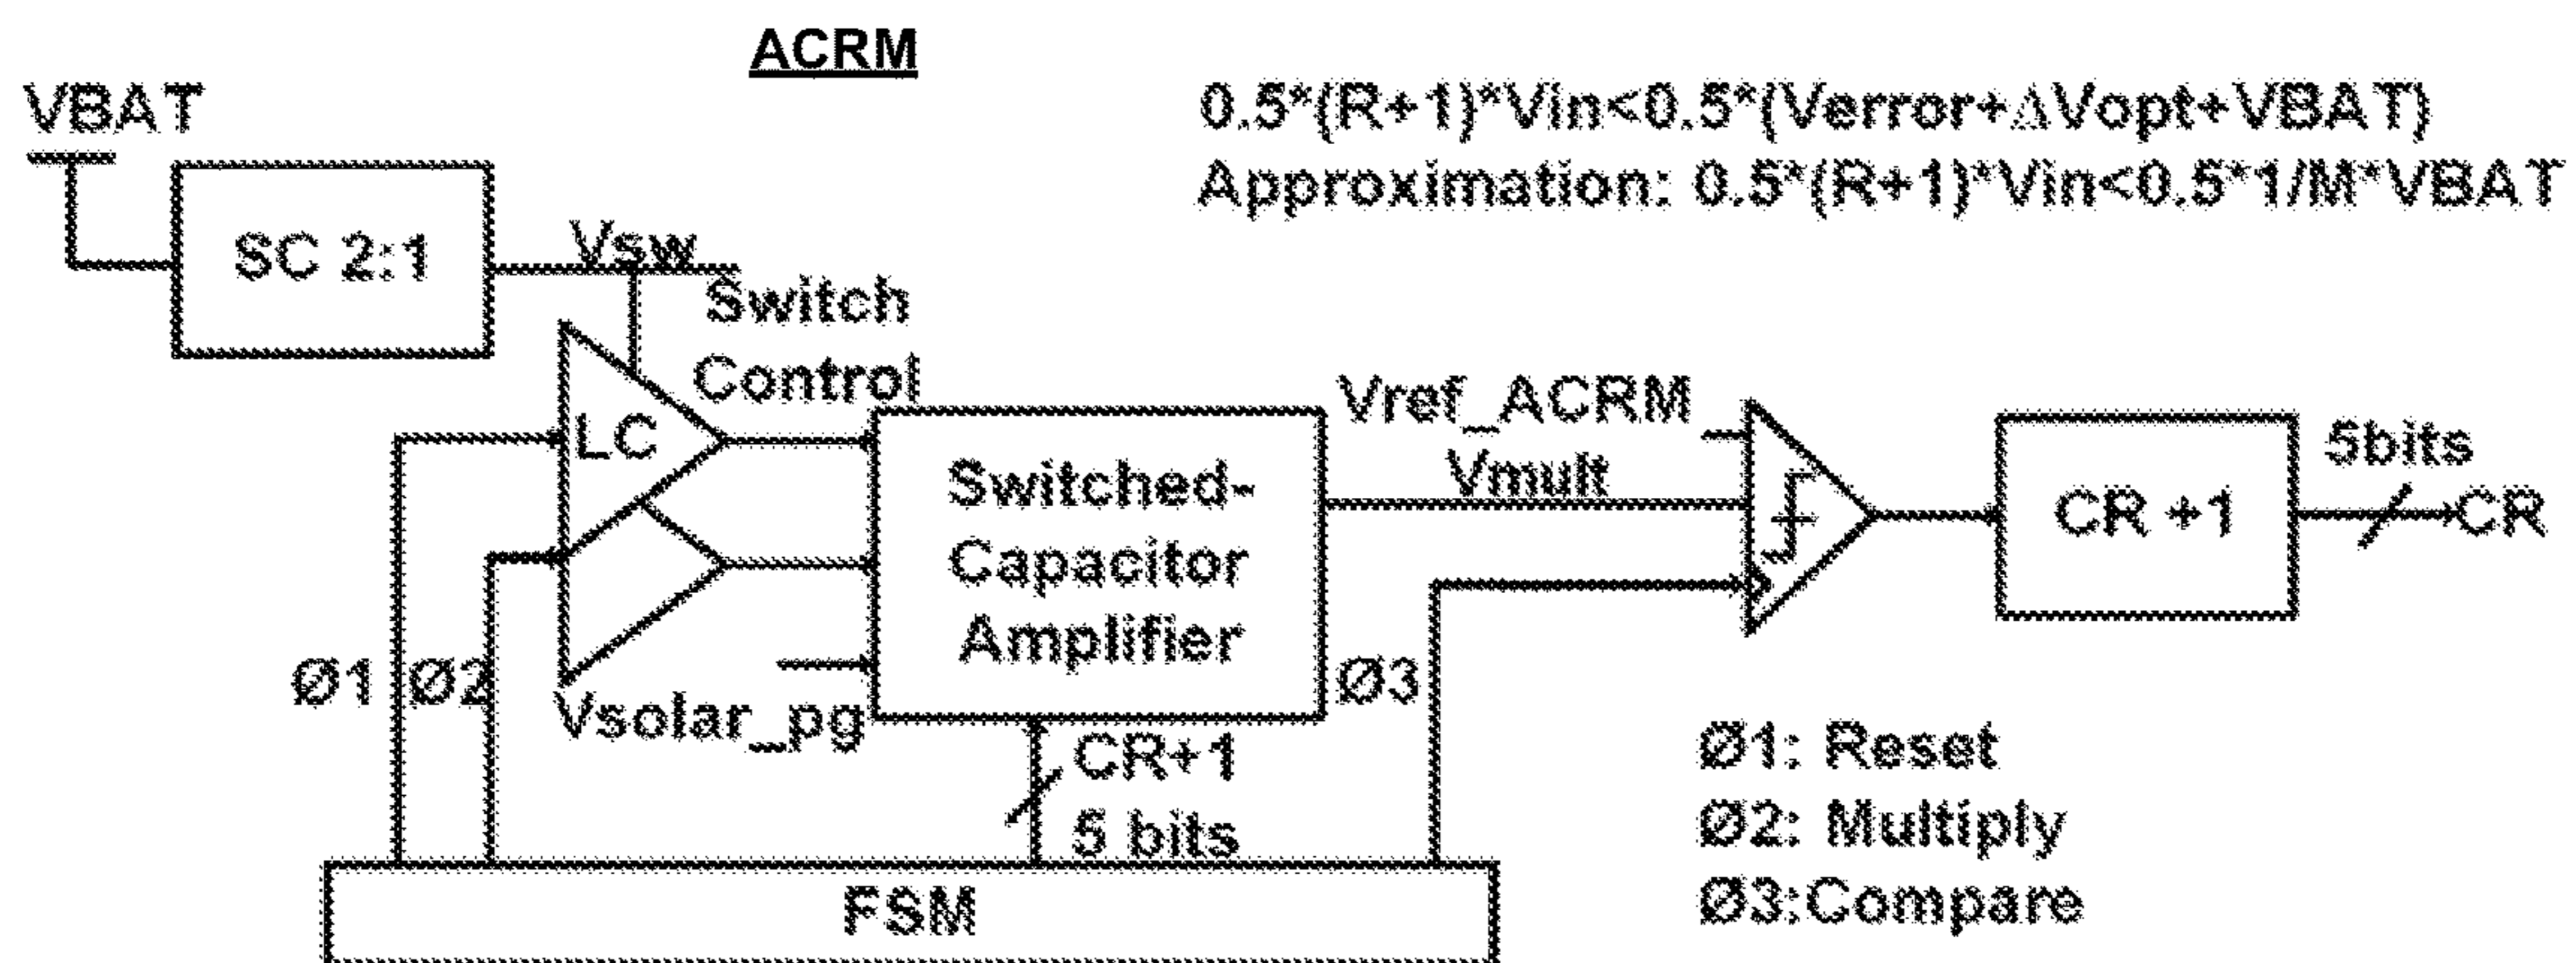 ACRM
VBAT
0.5*(R+1)*Vin<0.5*(Verror+ΔVopt+VBAT)
Approximation: 0.5*(R+1)*Vin<0.5*1/M*VBAT
SC 2:1
Vsw
Switch
Control
LC
Vref_ACRM
Vmult
Switched-
Capacitor
Amplifier
CR +1
5bits
CR
Ø1
Ø2
Vsolar_pg
Ø3
CR+1
5 bits
Ø1: Reset
Ø2: Multiply
Ø3:Compare
FSM